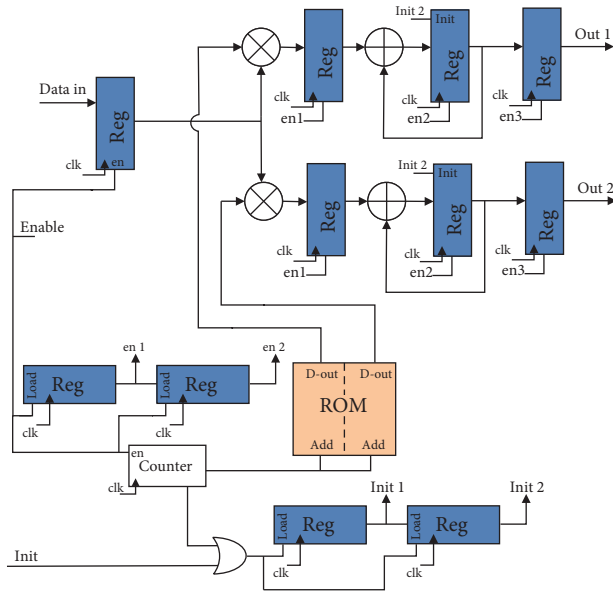 Init 2
Init
Reg
clk
en1
Reg
clk
en2
Reg
clk
en3
Out 1
Data in
Reg
clk
en
Init 2
Init
Reg
clk
en1
Reg
clk
en2
Reg
clk
en3
Out 2
Enable
en 1
en 2
Load
Reg
clk
Load
Reg
clk
D-out
D-out
ROM
Add
Add
en
Counter
clk
Init 1
Init 2
Load
Reg
clk
Load
Reg
clk
Init